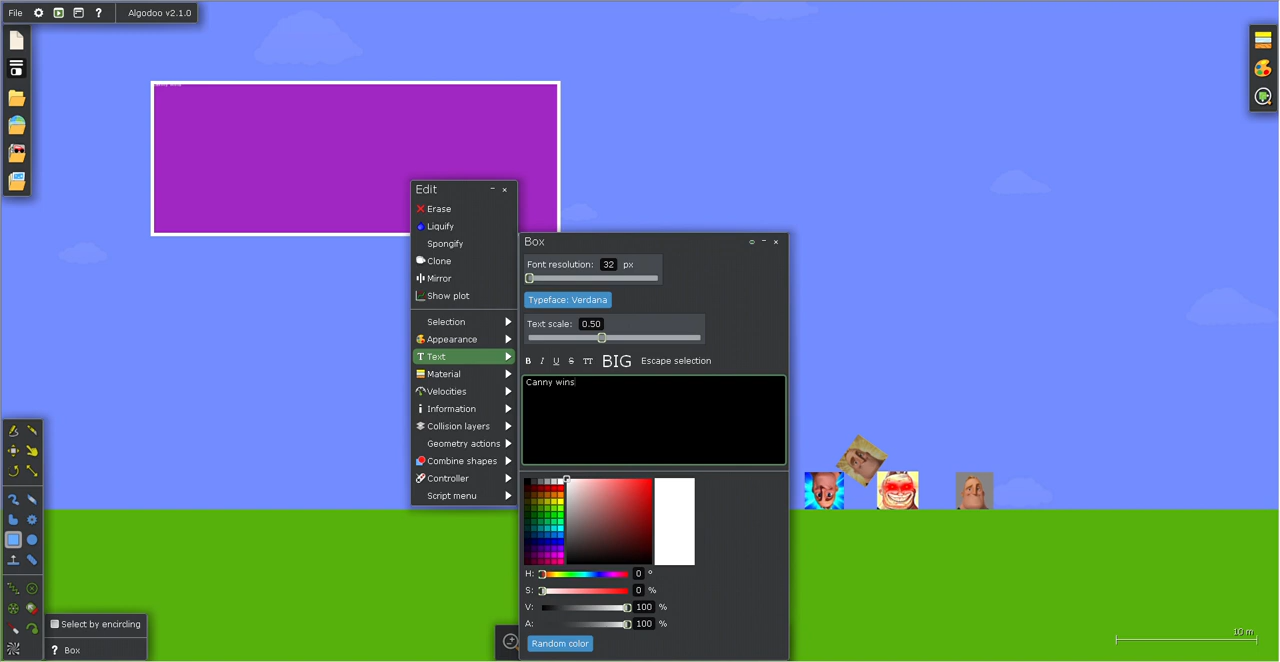 File
?
Algodoo v2.1.0
Canny wins
Edit
Erase
Liquify
Spongify
Clone
Mirror
Show plot
Selection
Appearance
T Text
Material
Velocities
Information
Collision layers
Geometry actions
Combine shapes
Controller
Script menu
Box
Font resolution: 32 px
Typeface: Verdana
Text scale: 0.50
B I U S TT BIG Escape selection
Canny wins
H: 0 °
S: 0 %
V: 100 %
A: 100 %
Random color
Select by encircling
? Box
10 m